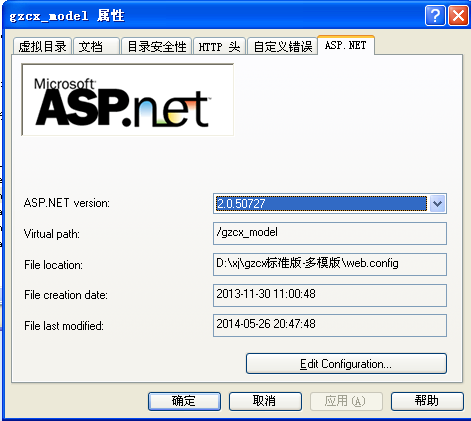 gzcx_model 属性
虚拟目录 文档 目录安全性 HTTP 头 自定义错误 ASP.NET
Microsoft
ASP.net
ASP.NET version: 2.0.50727
Virtual path: /gzcx_model
File location: D:\xj\gzcx标准版-多模版\web.config
File creation date: 2013-11-30 11:00:48
File last modified: 2014-05-26 20:47:48
Edit Configuration...
确定 取消 应用(A) 帮助